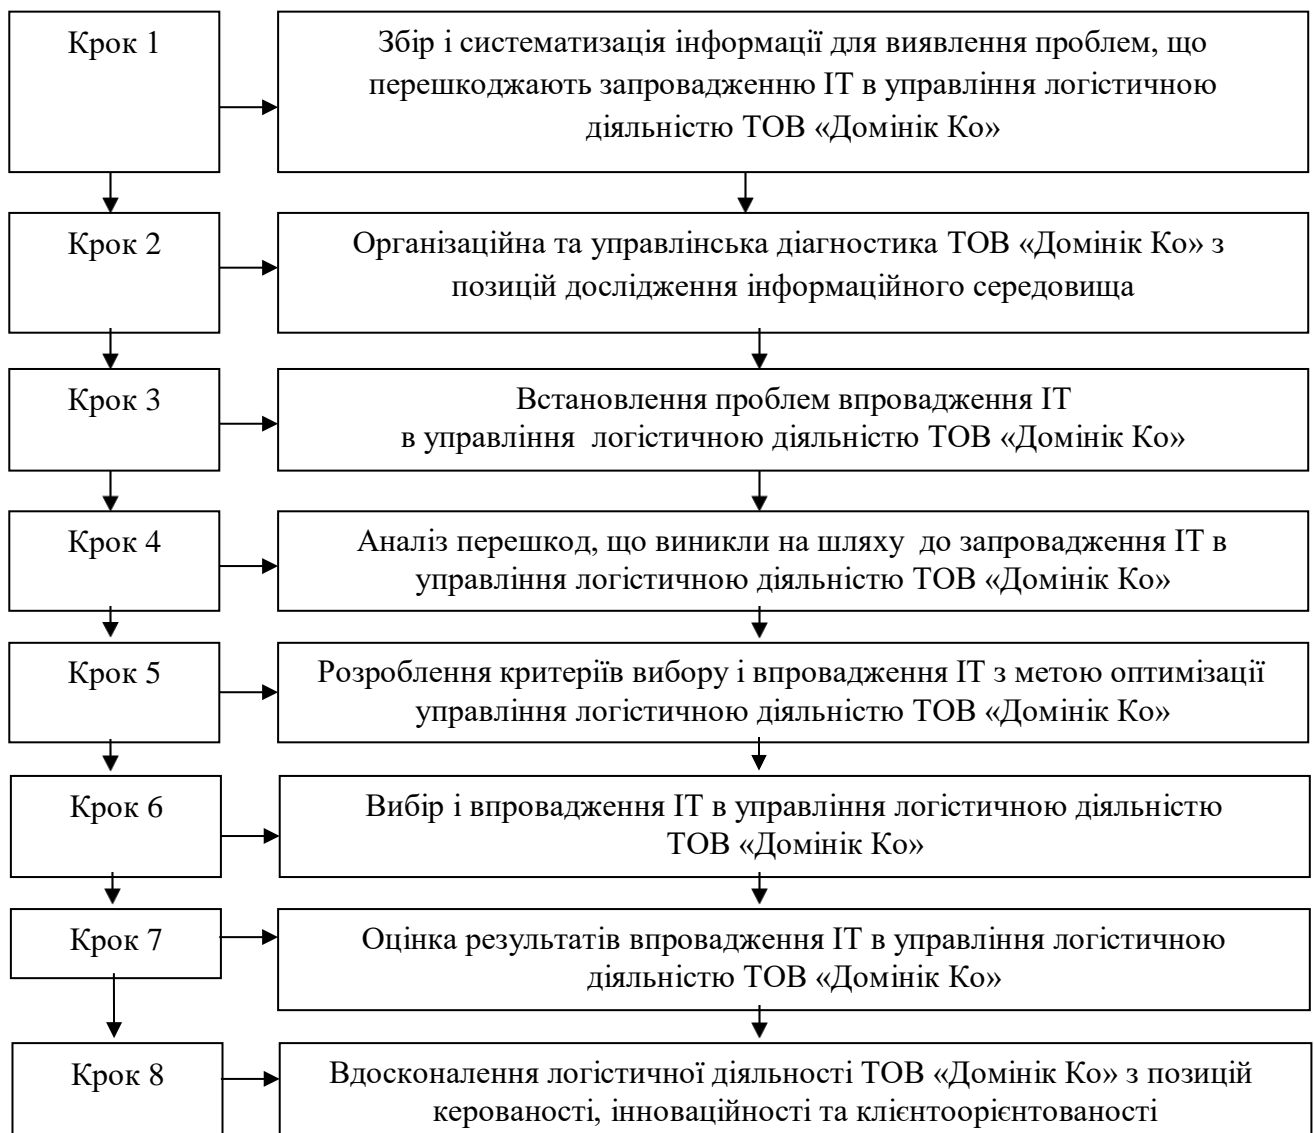 Крок 1
Збір і систематизація інформації для виявлення проблем, що
перешкоджають запровадженню ІТ в управління логістичною
діяльністю ТОВ «Домінік Ко»
Крок 2
Організаційна та управлінська діагностика ТОВ «Домінік Ко» з
позицій дослідження інформаційного середовища
Крок 3
Встановлення проблем впровадження ІТ
в управління логістичною діяльністю ТОВ «Домінік Ко»
Крок 4
Аналіз перешкод, що виникли на шляху до запровадження ІТ в
управління логістичною діяльністю ТОВ «Домінік Ко»
Крок 5
Розроблення критеріїв вибору і впровадження ІТ з метою оптимізації
управління логістичною діяльністю ТОВ «Домінік Ко»
Крок 6
Вибір і впровадження ІТ в управління логістичною діяльністю
ТОВ «Домінік Ко»
Крок 7
Оцінка результатів впровадження ІТ в управління логістичною
діяльністю ТОВ «Домінік Ко»
Крок 8
Вдосконалення логістичної діяльності ТОВ «Домінік Ко» з позицій
керованості, інноваційності та клієнтоорієнтованості